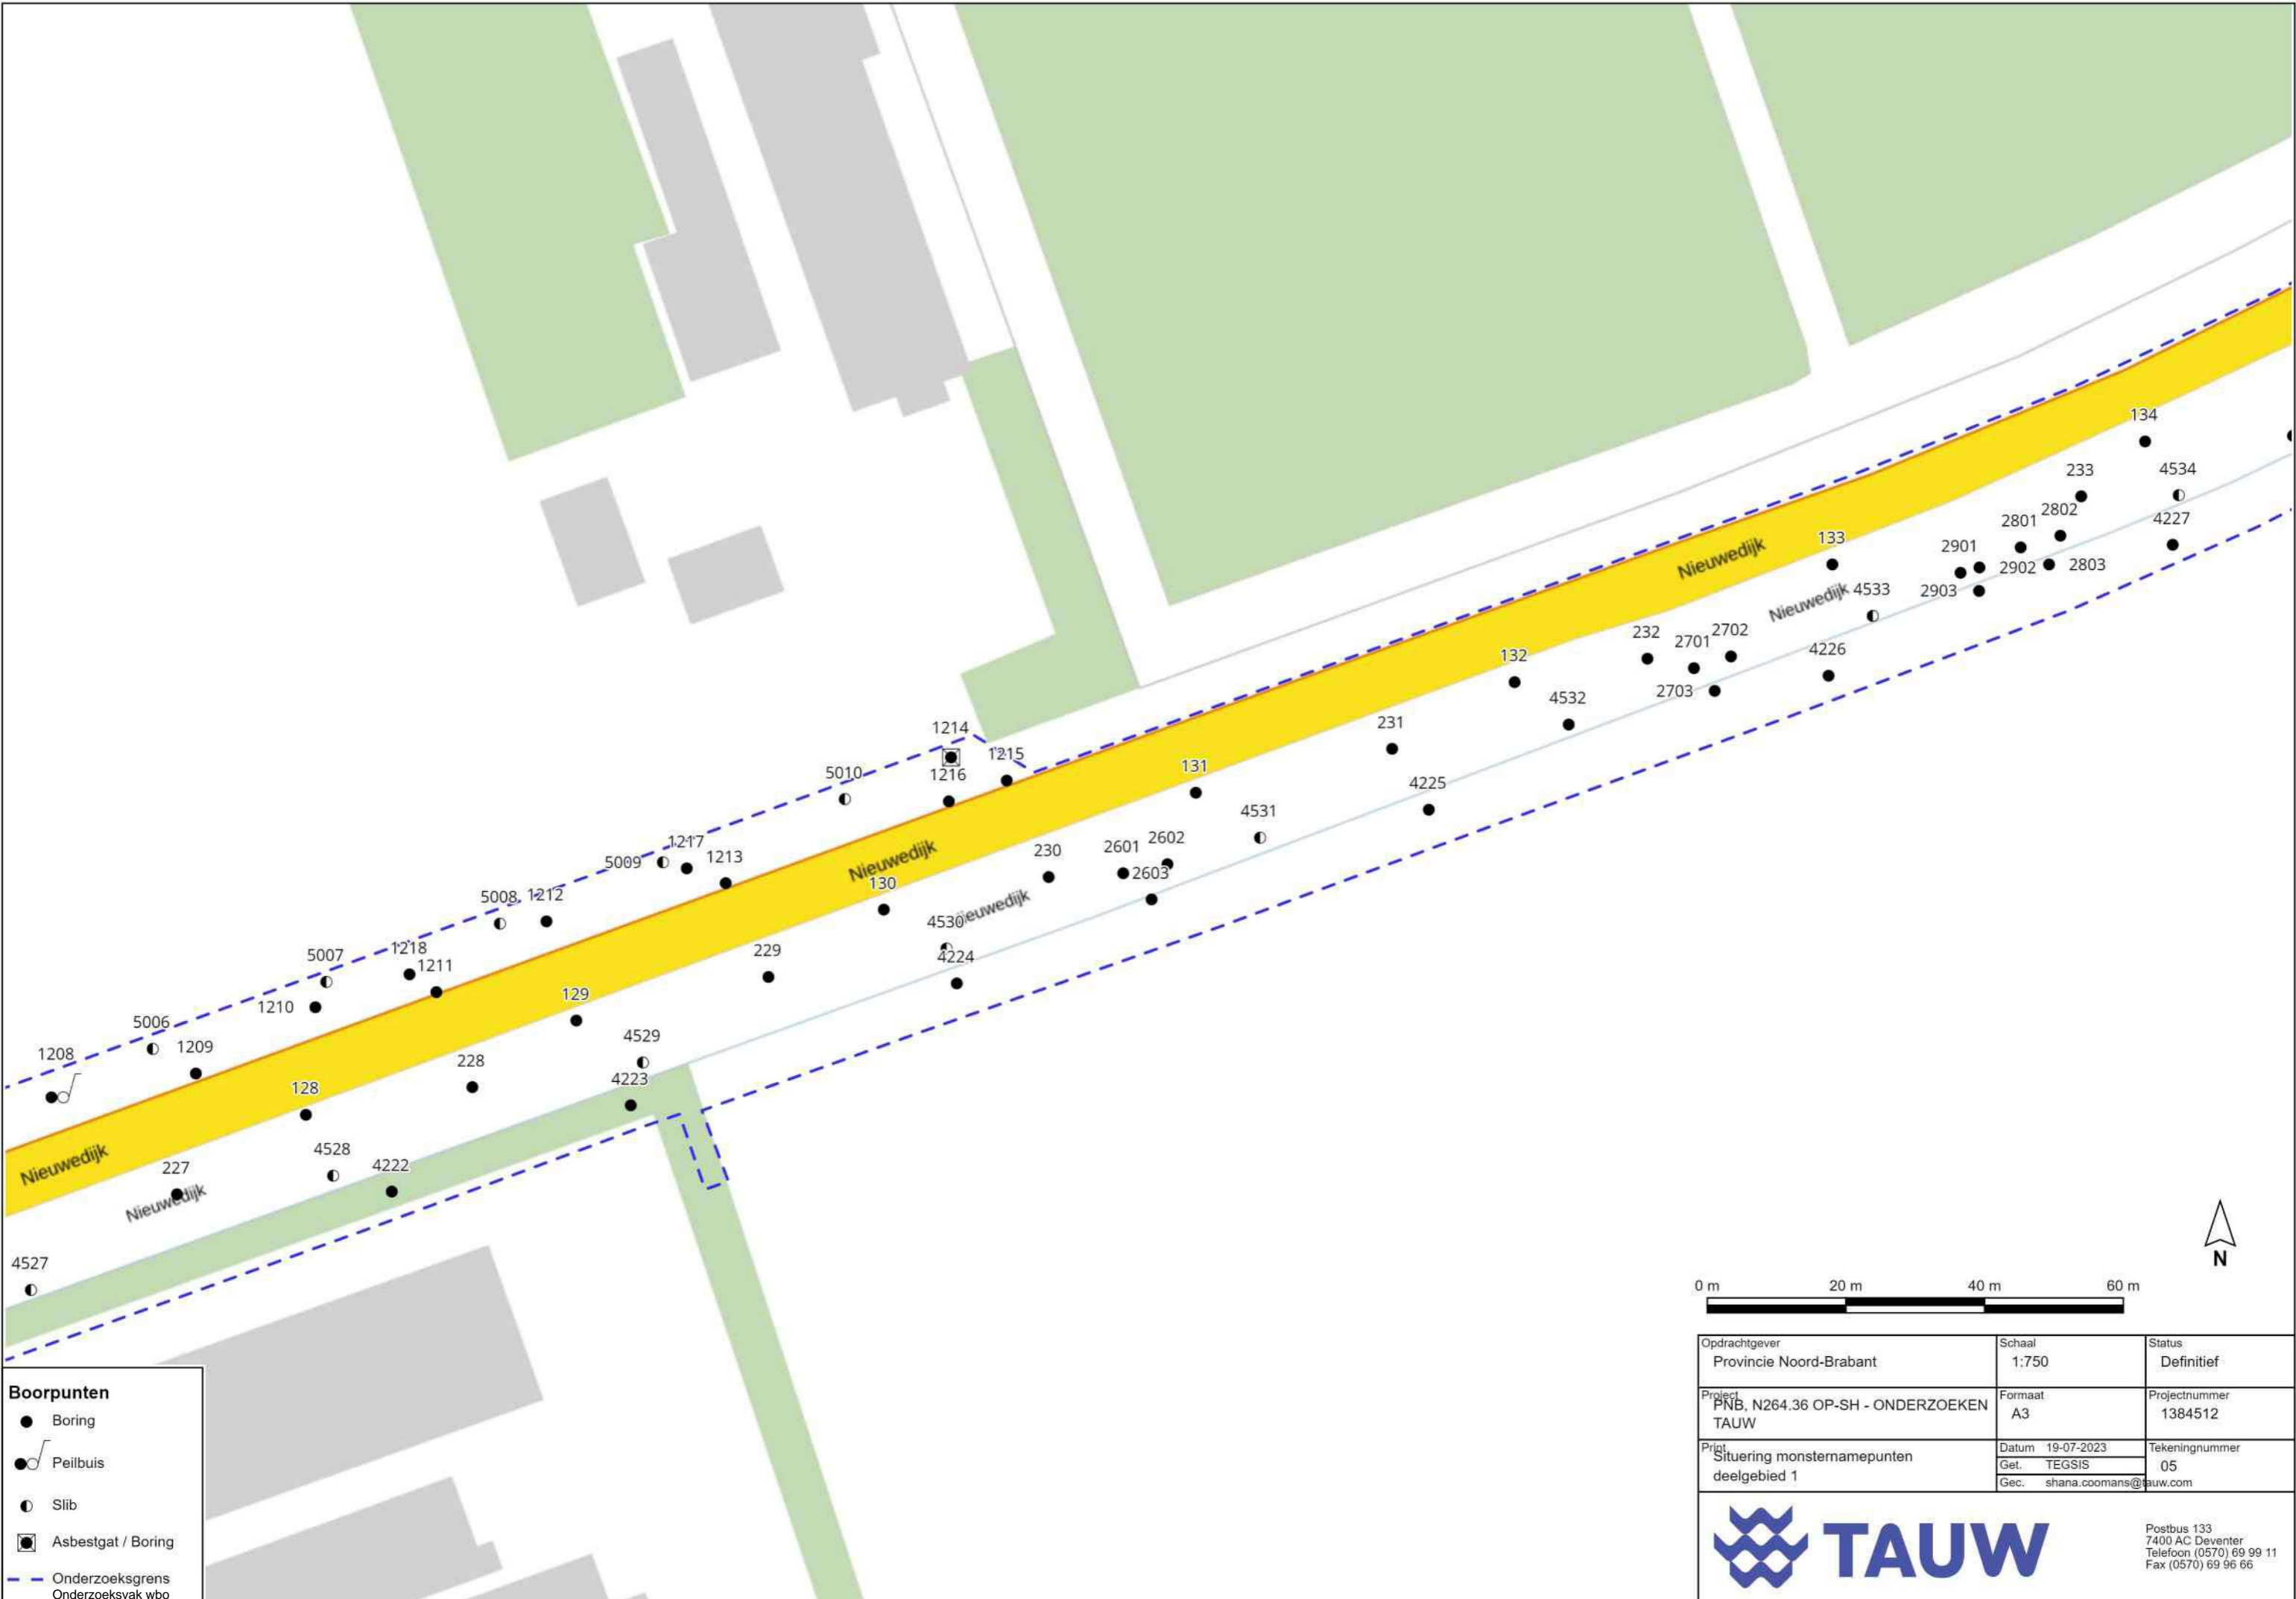 134
233
4534
2802
2801
4227
133
2901
2902
2803
Nieuwedijk
2903
Nieuwedijk
4533
232
2701
2702
4226
132
2703
4532
231
1214
1215
131
5010
1216
4225
4531
1217
2602
2601
230
Nieuwedijk
5009
1213
2603
130
5008
1212
4530
ieuwedijk
1218
229
5007
4224
1211
129
1210
5006
4529
1209
1208
228
4223
128
4528
4222
Nieuwedijk
227
Nieuwedijk
4527
N
0 m 20 m 40 m 60 m
Boorpunten
Boring
Peilbuis
Slib
Asbestgat / Boring
Onderzoeksgrens
Onderzoeksvak wbo
Opdrachtgever
Provincie Noord-Brabant
Schaal
1:750
Status
Definitief
Project
PNB, N264.36 OP-SH - ONDERZOEKEN
TAUW
Formaat
A3
Projectnummer
1384512
Print
Situering monsternamepunten
deelgebied 1
Datum 19-07-2023
Get. TEGSIS
Gec. shana.coomans@tauw.com
Tekeningnummer
05
TAUW
Postbus 133
7400 AC Deventer
Telefoon (0570) 69 99 11
Fax (0570) 69 96 66